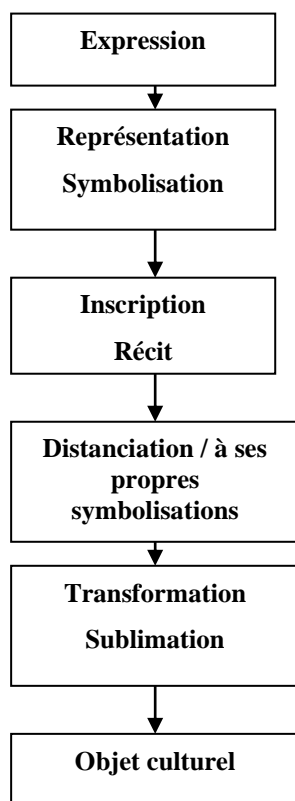 Expression
Représentation
Symbolisation
Inscription
Récit
Distanciation / à ses
propres
symbolisations
Transformation
Sublimation
Objet culturel